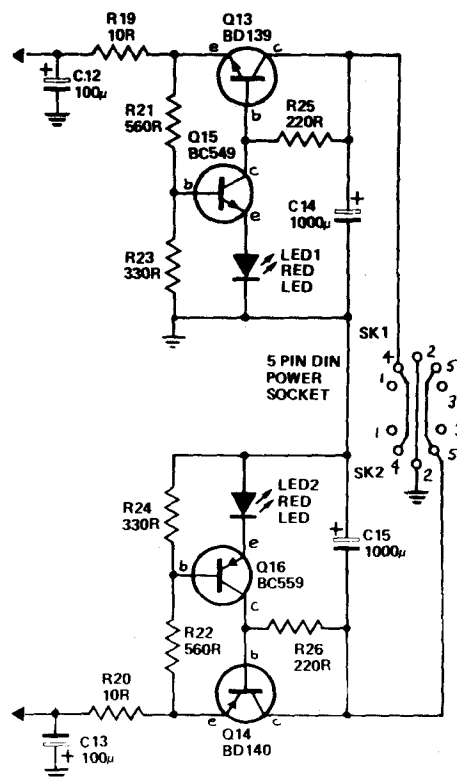 R19
10R
Q13
BD139
e
c
b
+
C12
100μ
R21
560R
R25
220R
Q15
BC549
b
c
e
C14
1000μ
+
R23
330R
LED1
RED
LED
SK1
5 PIN DIN
POWER
SOCKET
4
2
5
1
3
1
3
4
2
5
SK2
R24
330R
LED2
RED
LED
+
C15
1000μ
e
b
Q16
BC559
c
R22
560R
R26
220R
b
R20
10R
e
c
Q14
BD140
+
C13
100μ